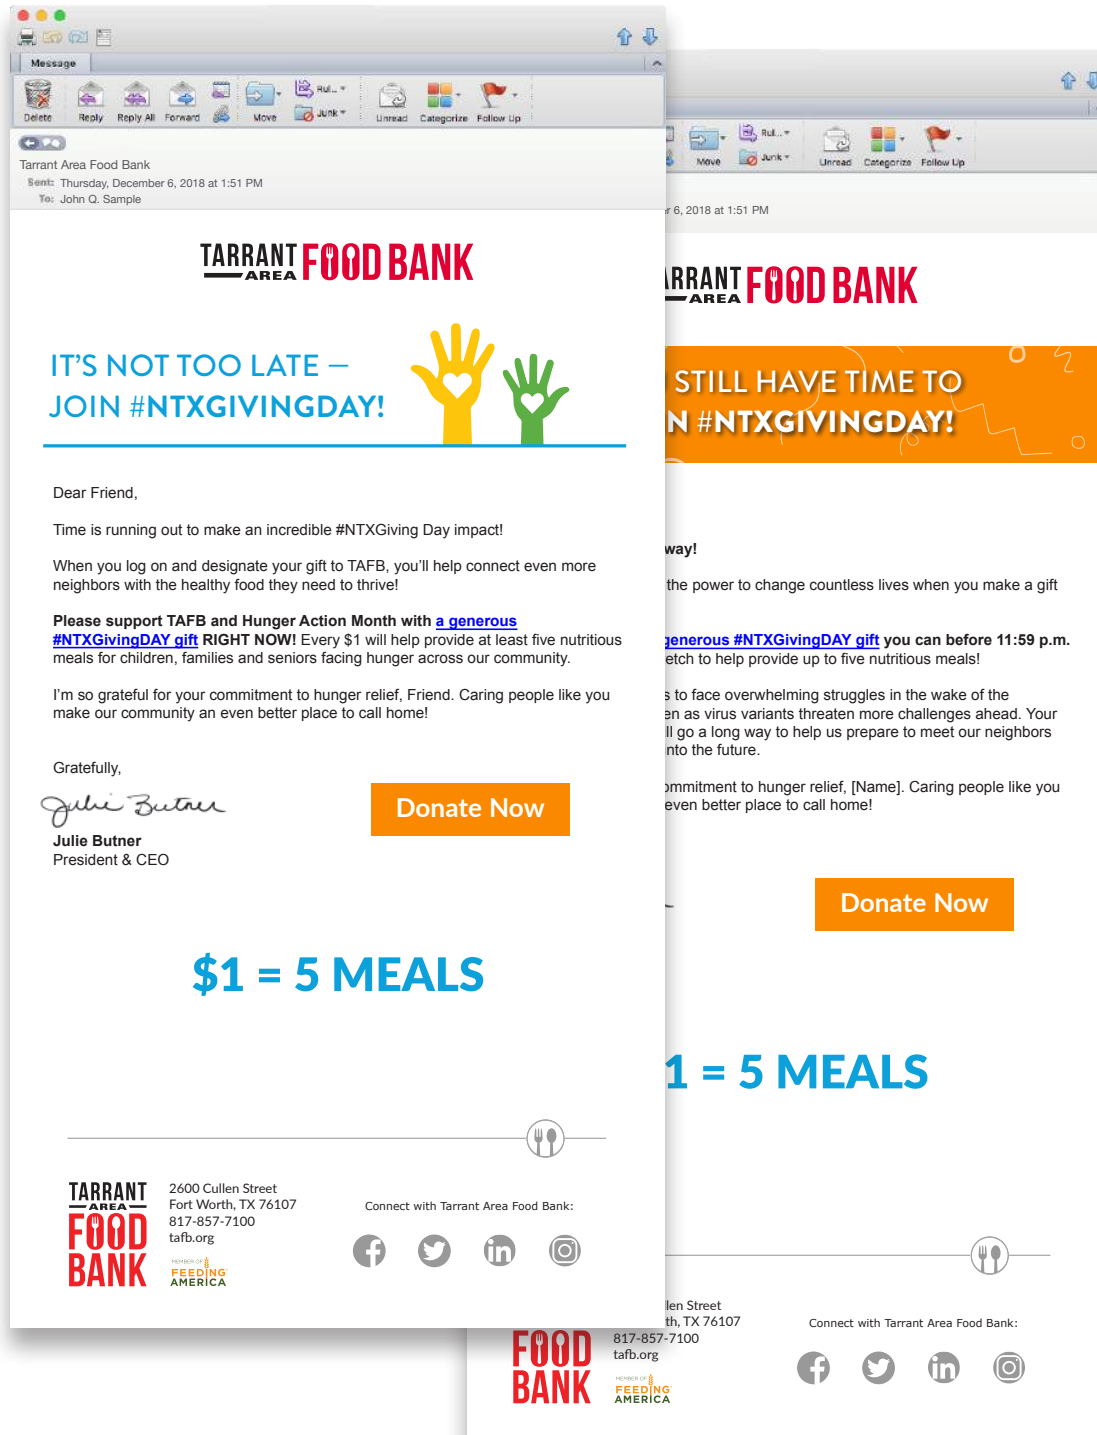 Message
Delete
Reply
Reply All
Forward
Move
Rul...
Junk
Unread
Categorize
Follow Up
Tarrant Area Food Bank
Sent: Thursday, December 6, 2018 at 1:51 PM
To: John Q. Sample
TARRANT AREA FOOD BANK
IT'S NOT TOO LATE –
JOIN #NTXGIVINGDAY!
Dear Friend,
Time is running out to make an incredible #NTXGiving Day impact!
When you log on and designate your gift to TAFB, you'll help connect even more
neighbors with the healthy food they need to thrive!
Please support TAFB and Hunger Action Month with a generous
#NTXGivingDAY gift RIGHT NOW! Every $1 will help provide at least five nutritious
meals for children, families and seniors facing hunger across our community.
I'm so grateful for your commitment to hunger relief, Friend. Caring people like you
make our community an even better place to call home!
Gratefully,
Julie Butner
Donate Now
Julie Butner
President & CEO
$1 = 5 MEALS
TARRANT
AREA
FOOD
BANK
2600 Cullen Street
Fort Worth, TX 76107
817-857-7100
tafb.org
MEMBER OF
FEEDING
AMERICA
Connect with Tarrant Area Food Bank:
Move
Rul...
Junk
Unread
Categorize
Follow Up
r 6, 2018 at 1:51 PM
ARRANT AREA FOOD BANK
STILL HAVE TIME TO
N #NTXGIVINGDAY!
way!
the power to change countless lives when you make a gift
generous #NTXGivingDAY gift you can before 11:59 p.m.
etch to help provide up to five nutritious meals!
s to face overwhelming struggles in the wake of the
en as virus variants threaten more challenges ahead. Your
ll go a long way to help us prepare to meet our neighbors
nto the future.
ommitment to hunger relief, [Name]. Caring people like you
even better place to call home!
Donate Now
1 = 5 MEALS
FOOD
BANK
len Street
th, TX 76107
817-857-7100
tafb.org
MEMBER OF
FEEDING
AMERICA
Connect with Tarrant Area Food Bank: